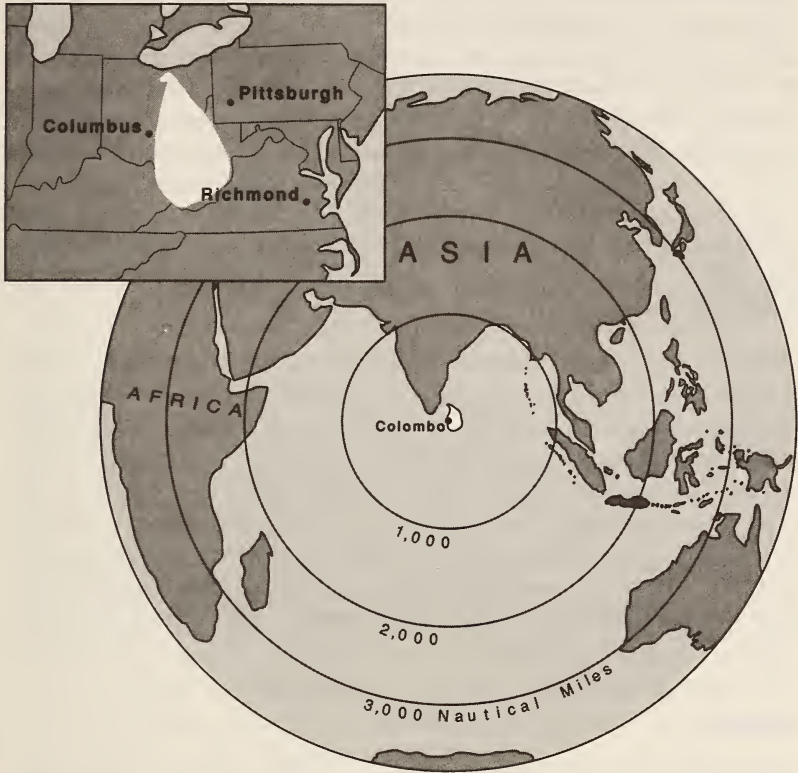 Pittsburgh
Columbus
Richmond
ASIA
AFRICA
Colombo
1,000
2,000
3,000 Nautical Miles